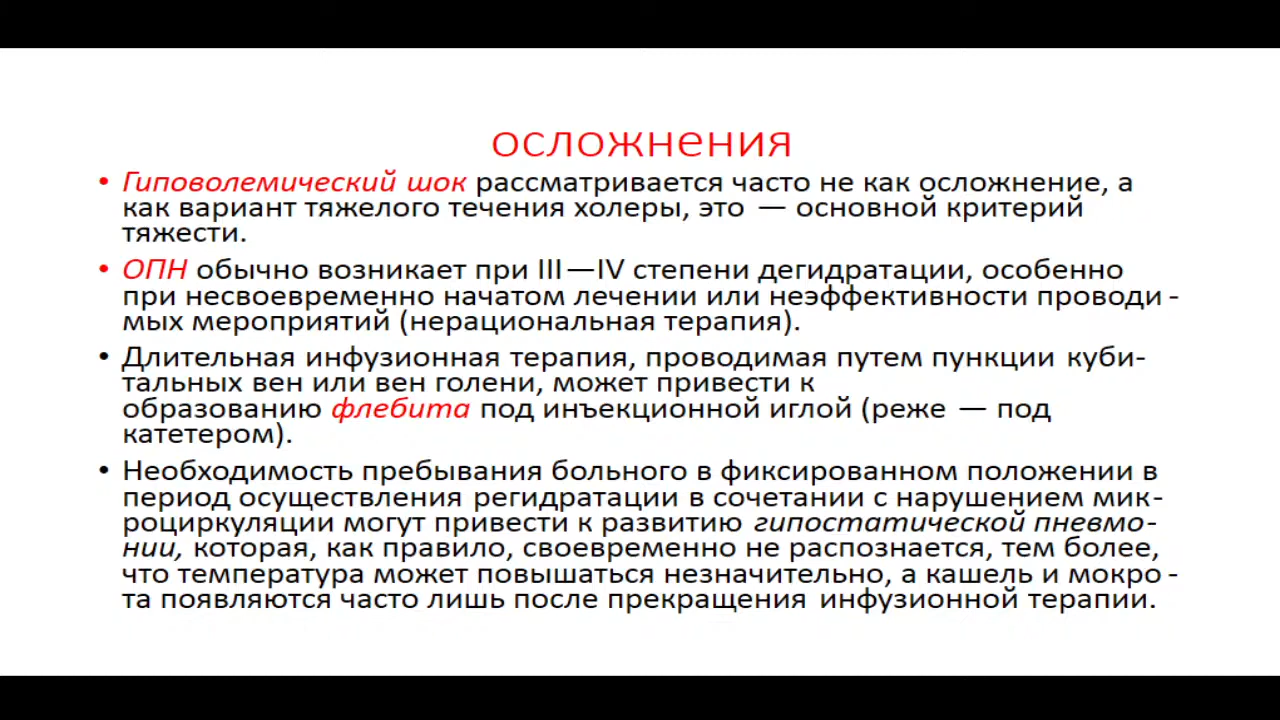 осложнения
• Гиповолемический шок рассматривается часто не как осложнение, а
как вариант тяжелого течения холеры, это — основной критерий
тяжести.
• ОПН обычно возникает при III—IV степени дегидратации, особенно
при несвоевременно начатом лечении или неэффективности проводи-
мых мероприятий (нерациональная терапия).
• Длительная инфузионная терапия, проводимая путем пункции куби-
тальных вен или вен голени, может привести к
образованию флебита под инъекционной иглой (реже — под
катетером).
• Необходимость пребывания больного в фиксированном положении в
период осуществления регидратации в сочетании с нарушением мик-
роциркуляции могут привести к развитию гипостатической пневмо-
нии, которая, как правило, своевременно не распознается, тем более,
что температура может повышаться незначительно, а кашель и мокро-
та появляются часто лишь после прекращения инфузионной терапии.